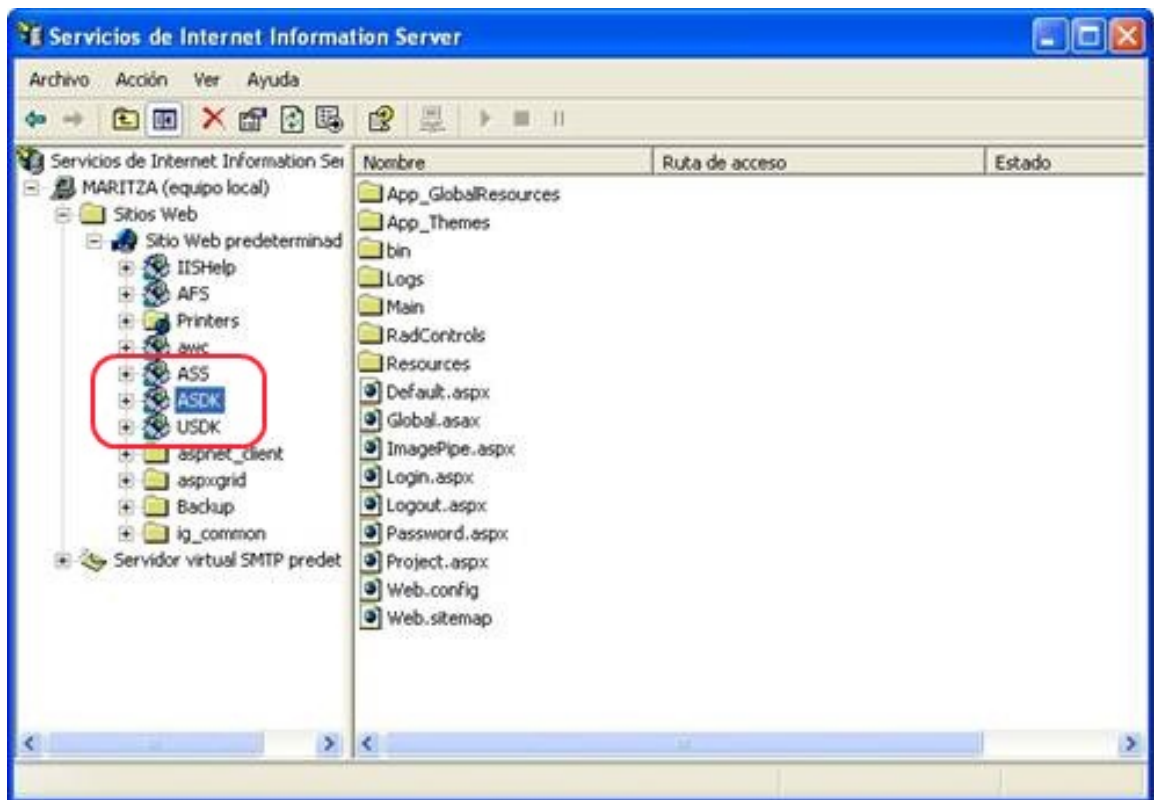 Servicios de Internet Information Server
Archivo Acción Ver Ayuda
Servicios de Internet Information Ser
Nombre Ruta de acceso Estado
MARITZA (equipo local)
Sitios Web
Sitio Web predeterminad
IISHelp
AFS
Printers
awc
ASS
ASDK
USDK
aspnet_client
aspxgrid
Backup
ig_common
Servidor virtual SMTP predet
App_GlobalResources
App_Themes
bin
Logs
Main
RadControls
Resources
Default.aspx
Global.asax
ImagePipe.aspx
Login.aspx
Logout.aspx
Password.aspx
Project.aspx
Web.config
Web.sitemap